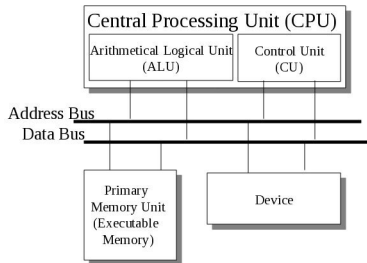 Central Processing Unit (CPU)
Arithmetical Logical Unit
(ALU)
Control Unit
(CU)
Address Bus
Data Bus
Primary
Memory Unit
(Executable
Memory)
Device